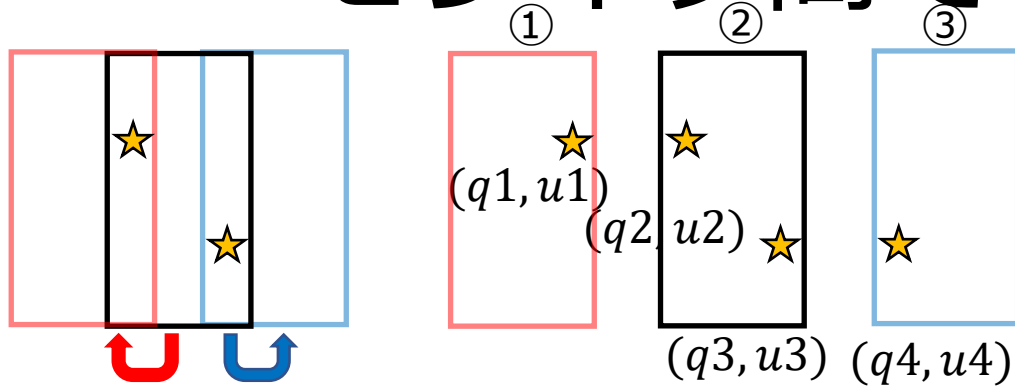 ① ② ③
(q1, u1)
(q2, u2)
(q3, u3) (q4, u4)